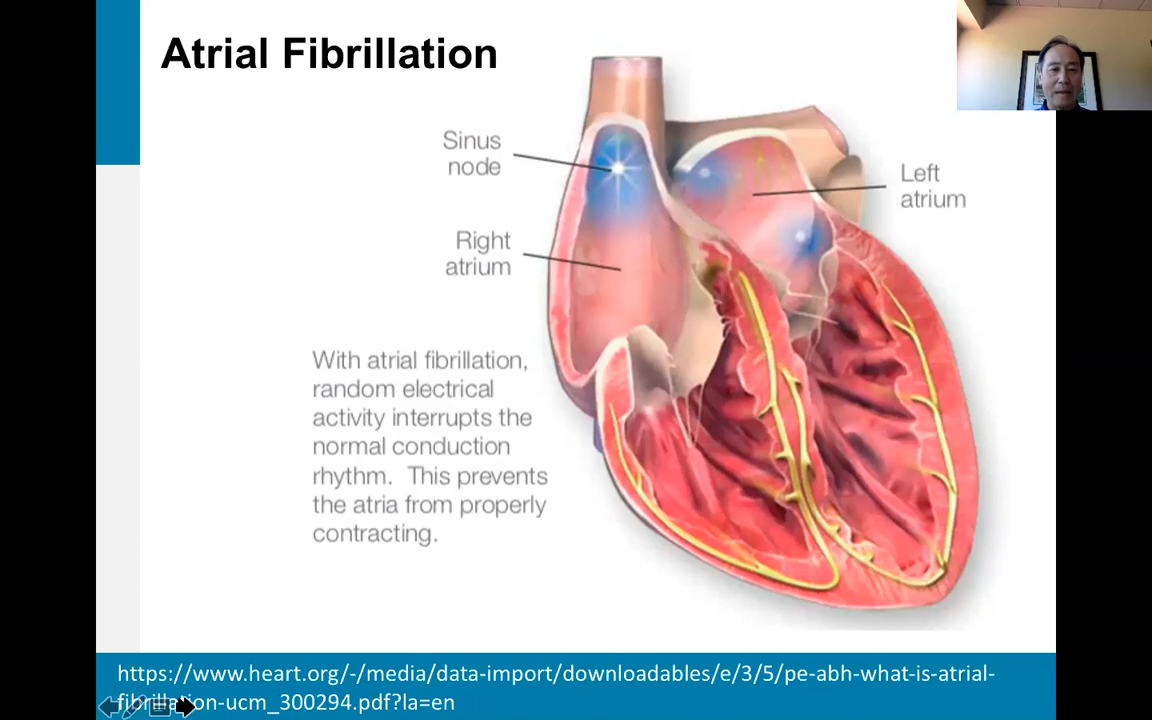 Atrial Fibrillation
Sinus
node
Left
atrium
Right
atrium
With atrial fibrillation,
random electrical
activity interrupts the
normal conduction
rhythm. This prevents
the atria from properly
contracting.
https://www.heart.org/-/media/data-import/downloadables/e/3/5/pe-abh-what-is-atrial-
fibrillation-ucm_300294.pdf?la=en